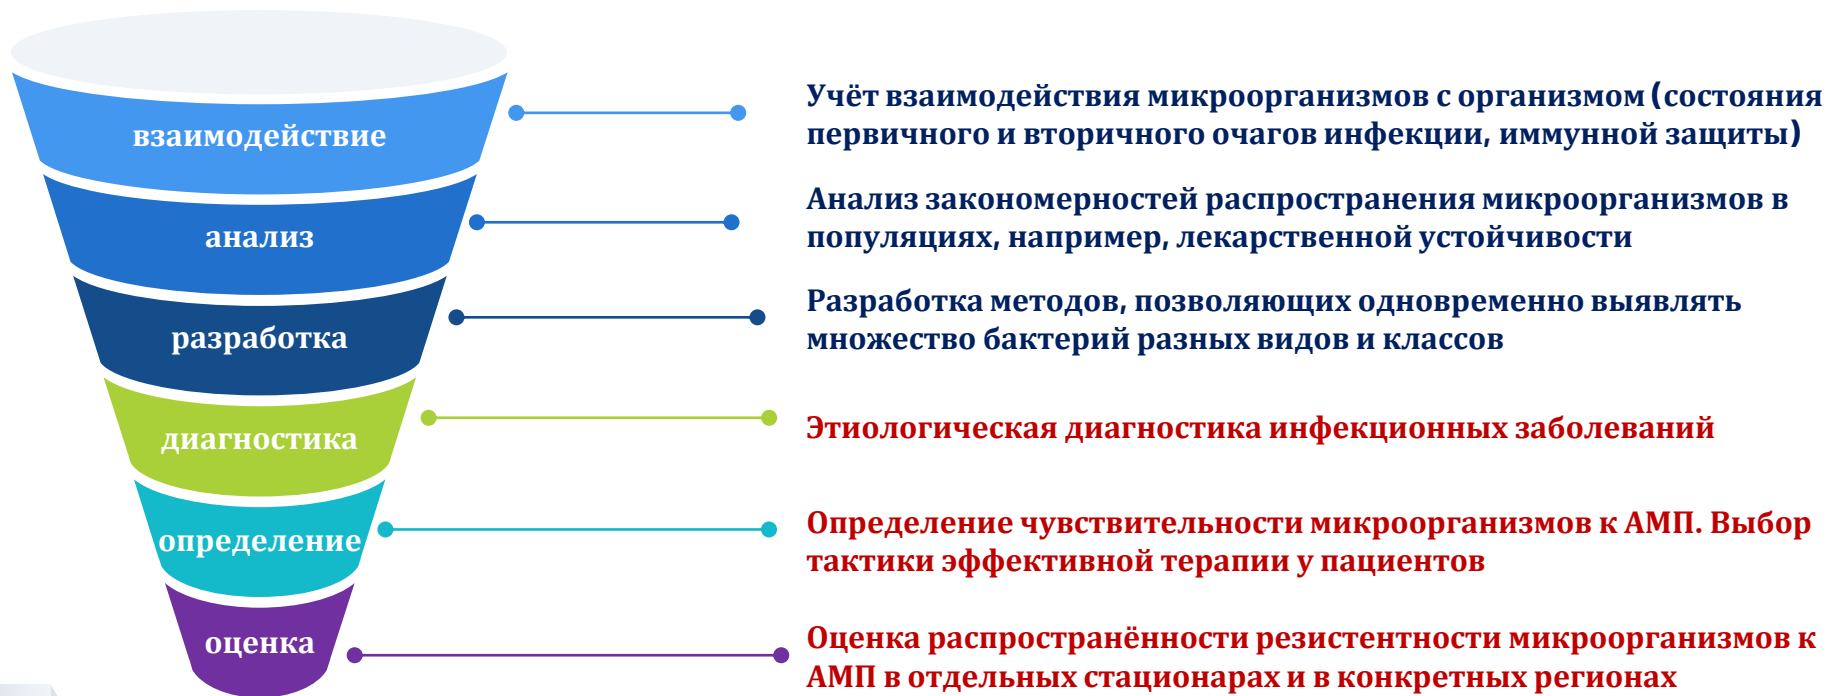 взаимодействие
Учёт взаимодействия микроорганизмов с организмом (состояния
первичного и вторичного очагов инфекции, иммунной защиты)
анализ
Анализ закономерностей распространения микроорганизмов в
популяциях, например, лекарственной устойчивости
разработка
Разработка методов, позволяющих одновременно выявлять
множество бактерий разных видов и классов
диагностика
Этиологическая диагностика инфекционных заболеваний
определение
Определение чувствительности микроорганизмов к АМП. Выбор
тактики эффективной терапии у пациентов
оценка
Оценка распространённости резистентности микроорганизмов к
АМП в отдельных стационарах и в конкретных регионах